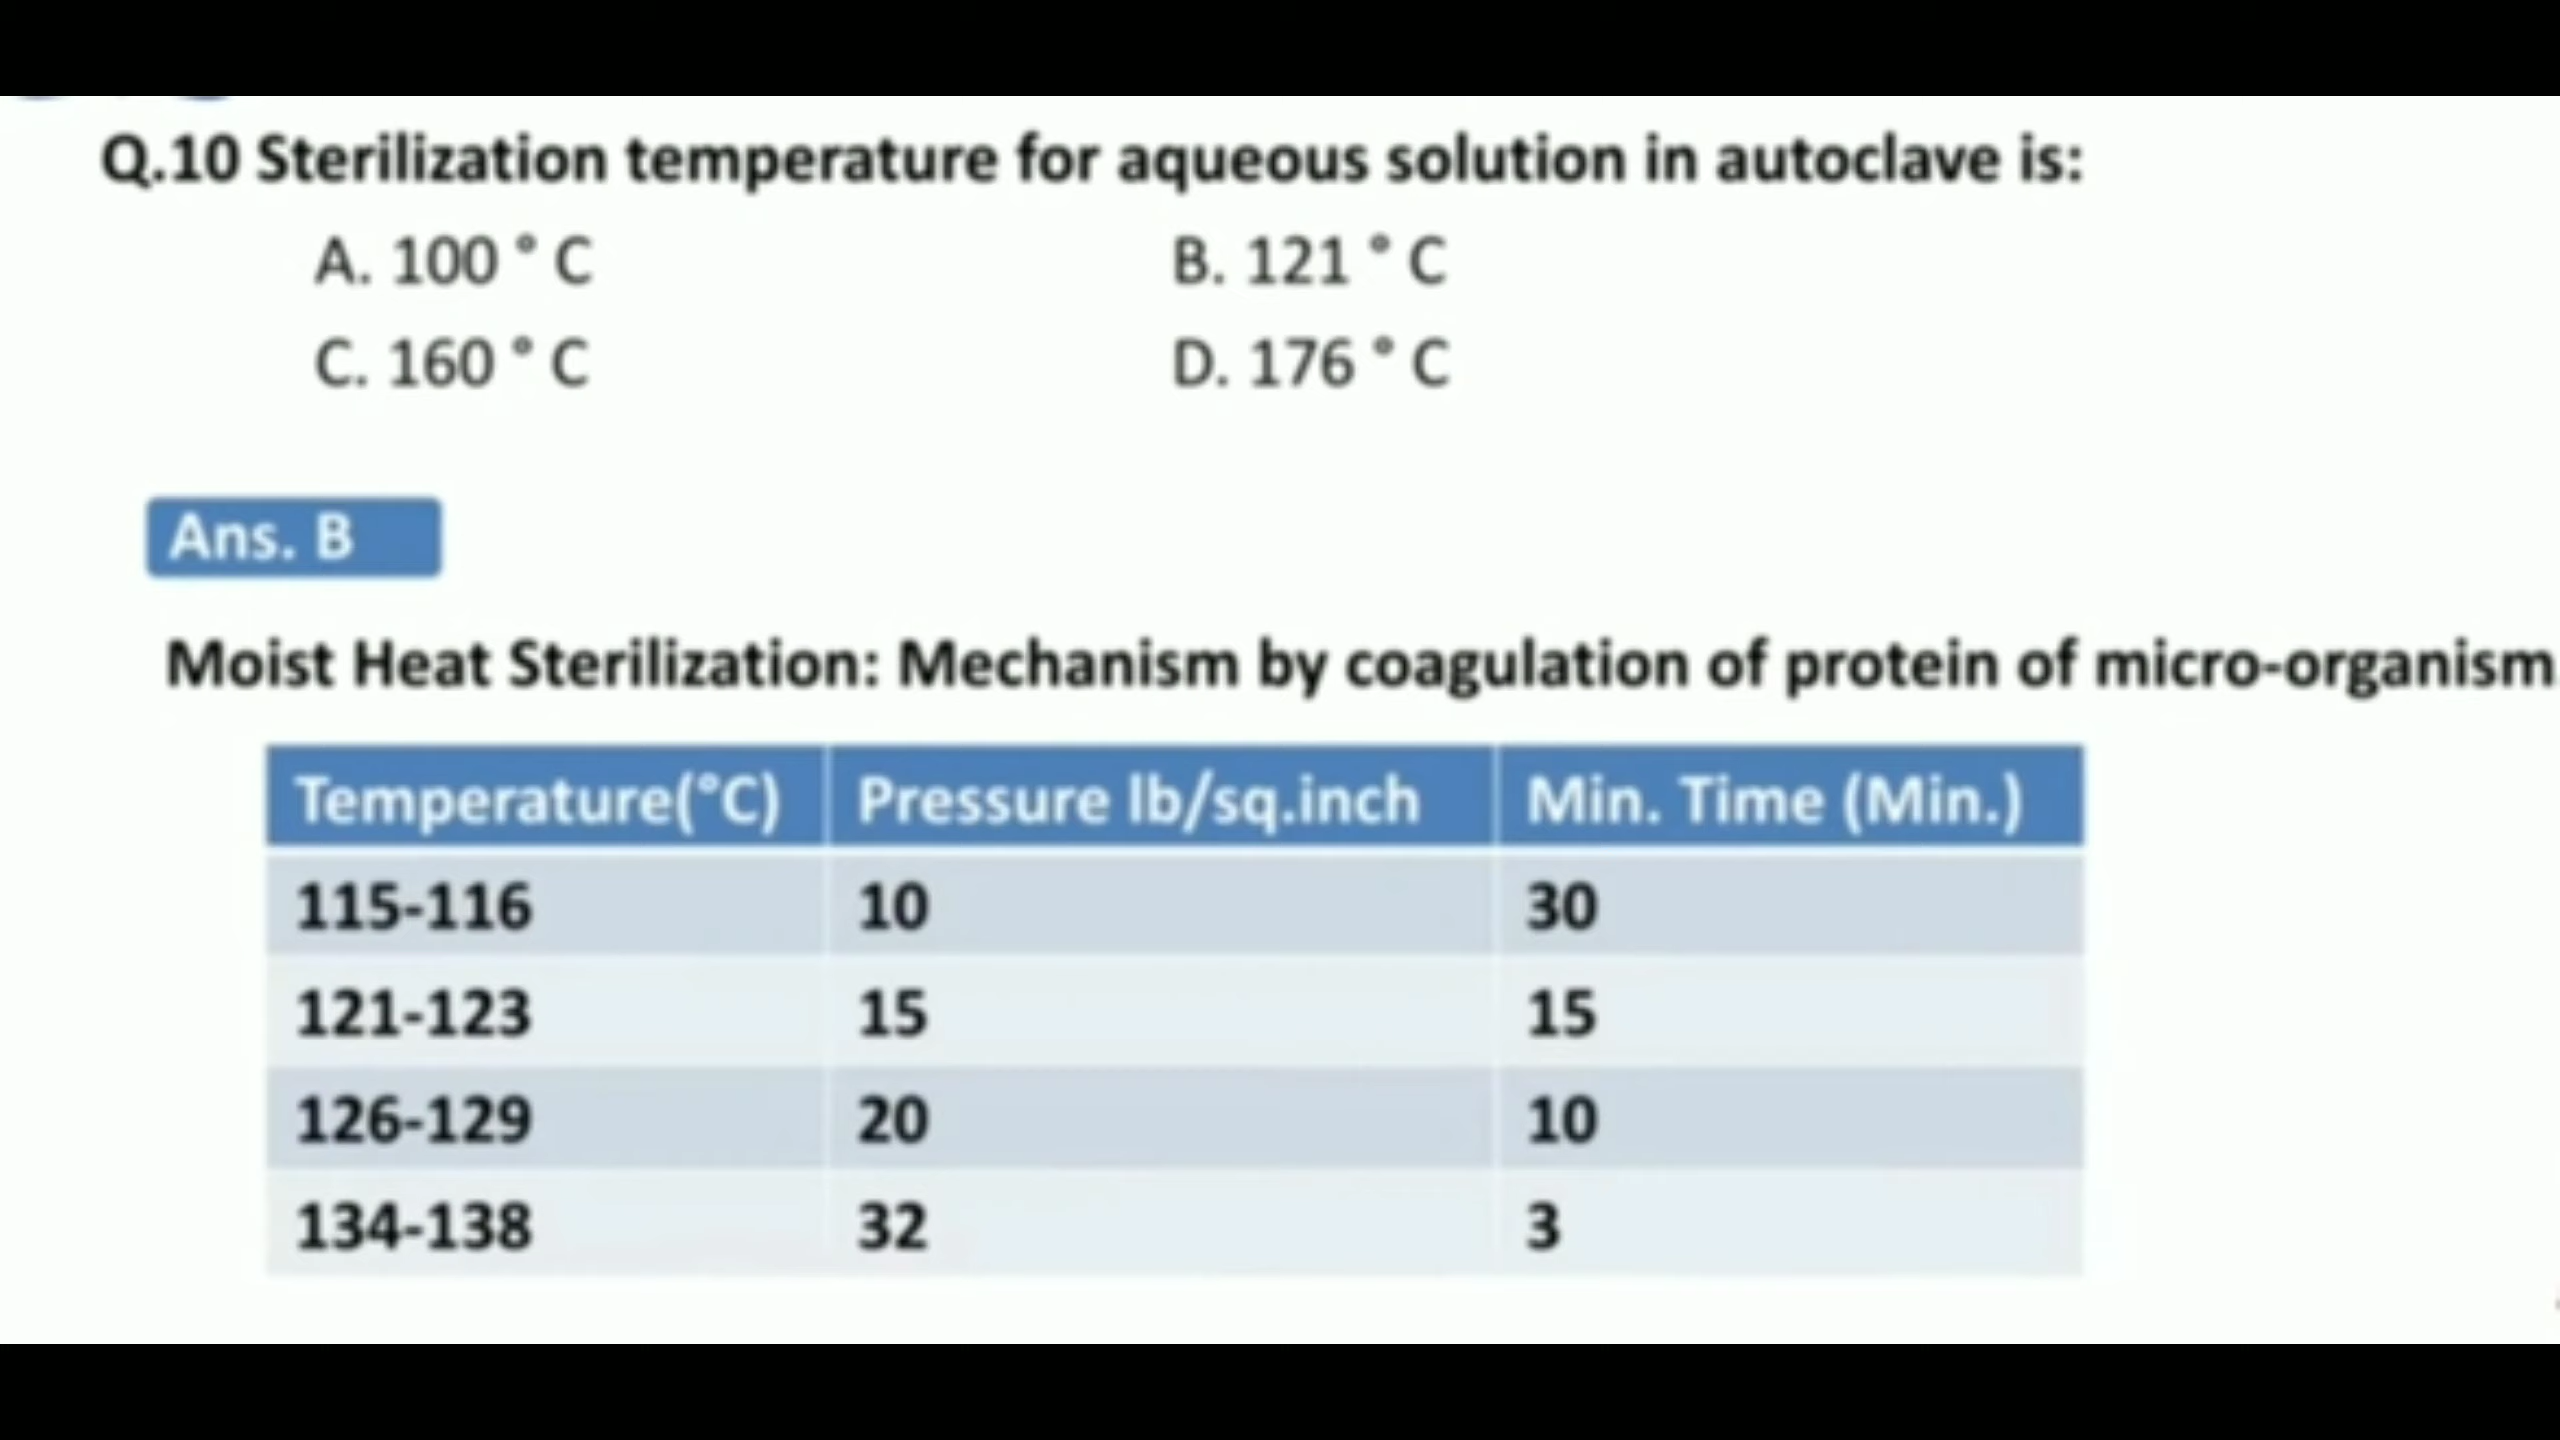 Q.10 Sterilization temperature for aqueous solution in autoclave is:
A. 100 ° C B. 121 ° C
C. 160 ° C D. 176 ° C
Ans. B
Moist Heat Sterilization: Mechanism by coagulation of protein of micro-organism
Temperature(°C) Pressure lb/sq.inch Min. Time (Min.)
115-116 10 30
121-123 15 15
126-129 20 10
134-138 32 3